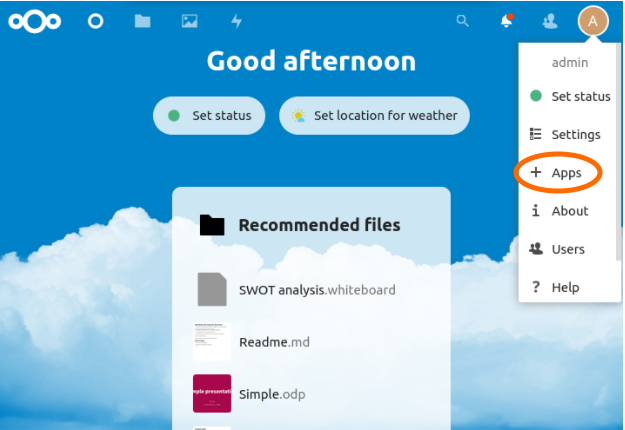 A
Good afternoon
admin
Set status
Set location for weather
Set status
Settings
Apps
About
Users
Help
Recommended files
SWOT analysis.whiteboard
Readme.md
Simple.odp